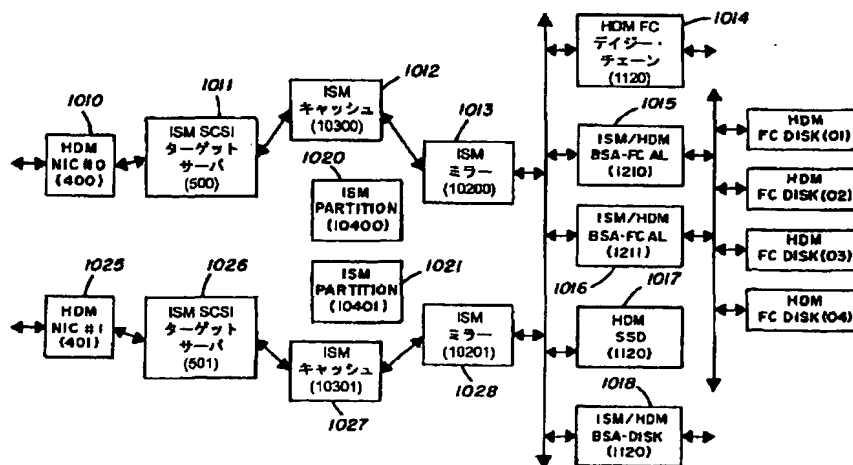 1010
HDM
NIC #0
(400)
1011
ISM SCSI
ターゲット
サーバ
(500)
1012
ISM
キャッシュ
(10300)
1013
ISM
ミラー
(10200)
1020
ISM
PARTITION
(10400)
1021
ISM
PARTITION
(10401)
1025
HDM
NIC #1
(401)
1026
ISM SCSI
ターゲット
サーバ
(501)
ISM
キャッシュ
(10301)
1027
ISM
ミラー
(10201)
1028
1014
HDM FC
デイジー・
チェーン
(1120)
1015
ISM/HDM
BSA-FC AL
(1210)
ISM/HDM
BSA-FC AL
(1211)
1016
1017
HDM
SSD
(1120)
1018
ISM/HDM
BSA-DISK
(1120)
HDM
FC DISK(01)
HDM
FC DISK(02)
HDM
FC DISK(03)
HDM
FC DISK(04)